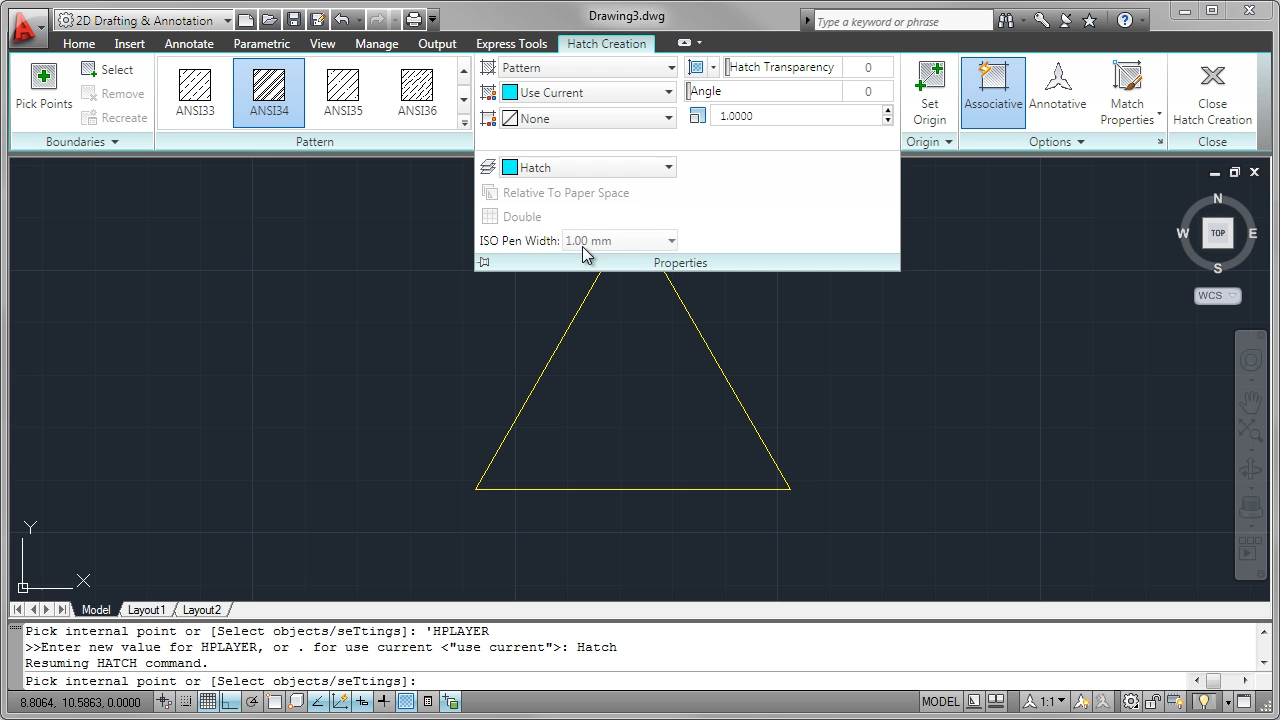 2D Drafting & Annotation
Drawing3.dwg
Type a keyword or phrase
Home Insert Annotate Parametric View Manage Output Express Tools Hatch Creation
Pick Points
Select
Remove
Recreate
Boundaries
ANSI33 ANSI34 ANSI35 ANSI36
Pattern
Pattern
Use Current
None
Hatch Transparency 0
Angle 0
1.0000
Hatch
Relative To Paper Space
Double
ISO Pen Width: 1.00 mm
Properties
Set
Origin
Origin
Associative
Annotative
Match
Properties
Options
Close
Hatch Creation
Close
N
W TOP E
S
WCS
Y
X
Model Layout1 Layout2
Pick internal point or [Select objects/seTtings]: 'HPLAYER
>>Enter new value for HPLAYER, or . for use current <"use current">: Hatch
Resuming HATCH command.
Pick internal point or [Select objects/seTtings]:
8.8064, 10.5863, 0.0000
MODEL
1:1